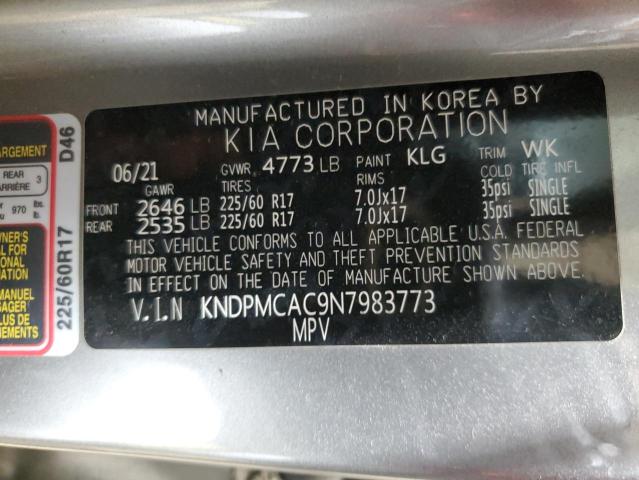 MANUFACTURED IN KOREA BY
KIA CORPORATION
06/21 GVWR 4773 LB PAINT KLG TRIM WK
GAWR TIRES RIMS COLD TIRE INFL
FRONT 2646 LB 225/60 R17 7.0Jx17 35psi SINGLE
REAR 2535 LB 225/60 R17 7.0Jx17 35psi SINGLE
THIS VEHICLE CONFORMS TO ALL APPLICABLE U.S.A. FEDERAL
MOTOR VEHICLE SAFETY AND THEFT PREVENTION STANDARDS
IN EFFECT ON THE DATE OF MANUFACTURE SHOWN ABOVE.
V.I.N KNDPMCAC9N7983773
MPV
225/60R17 D46
REAR 3
970 lbs.